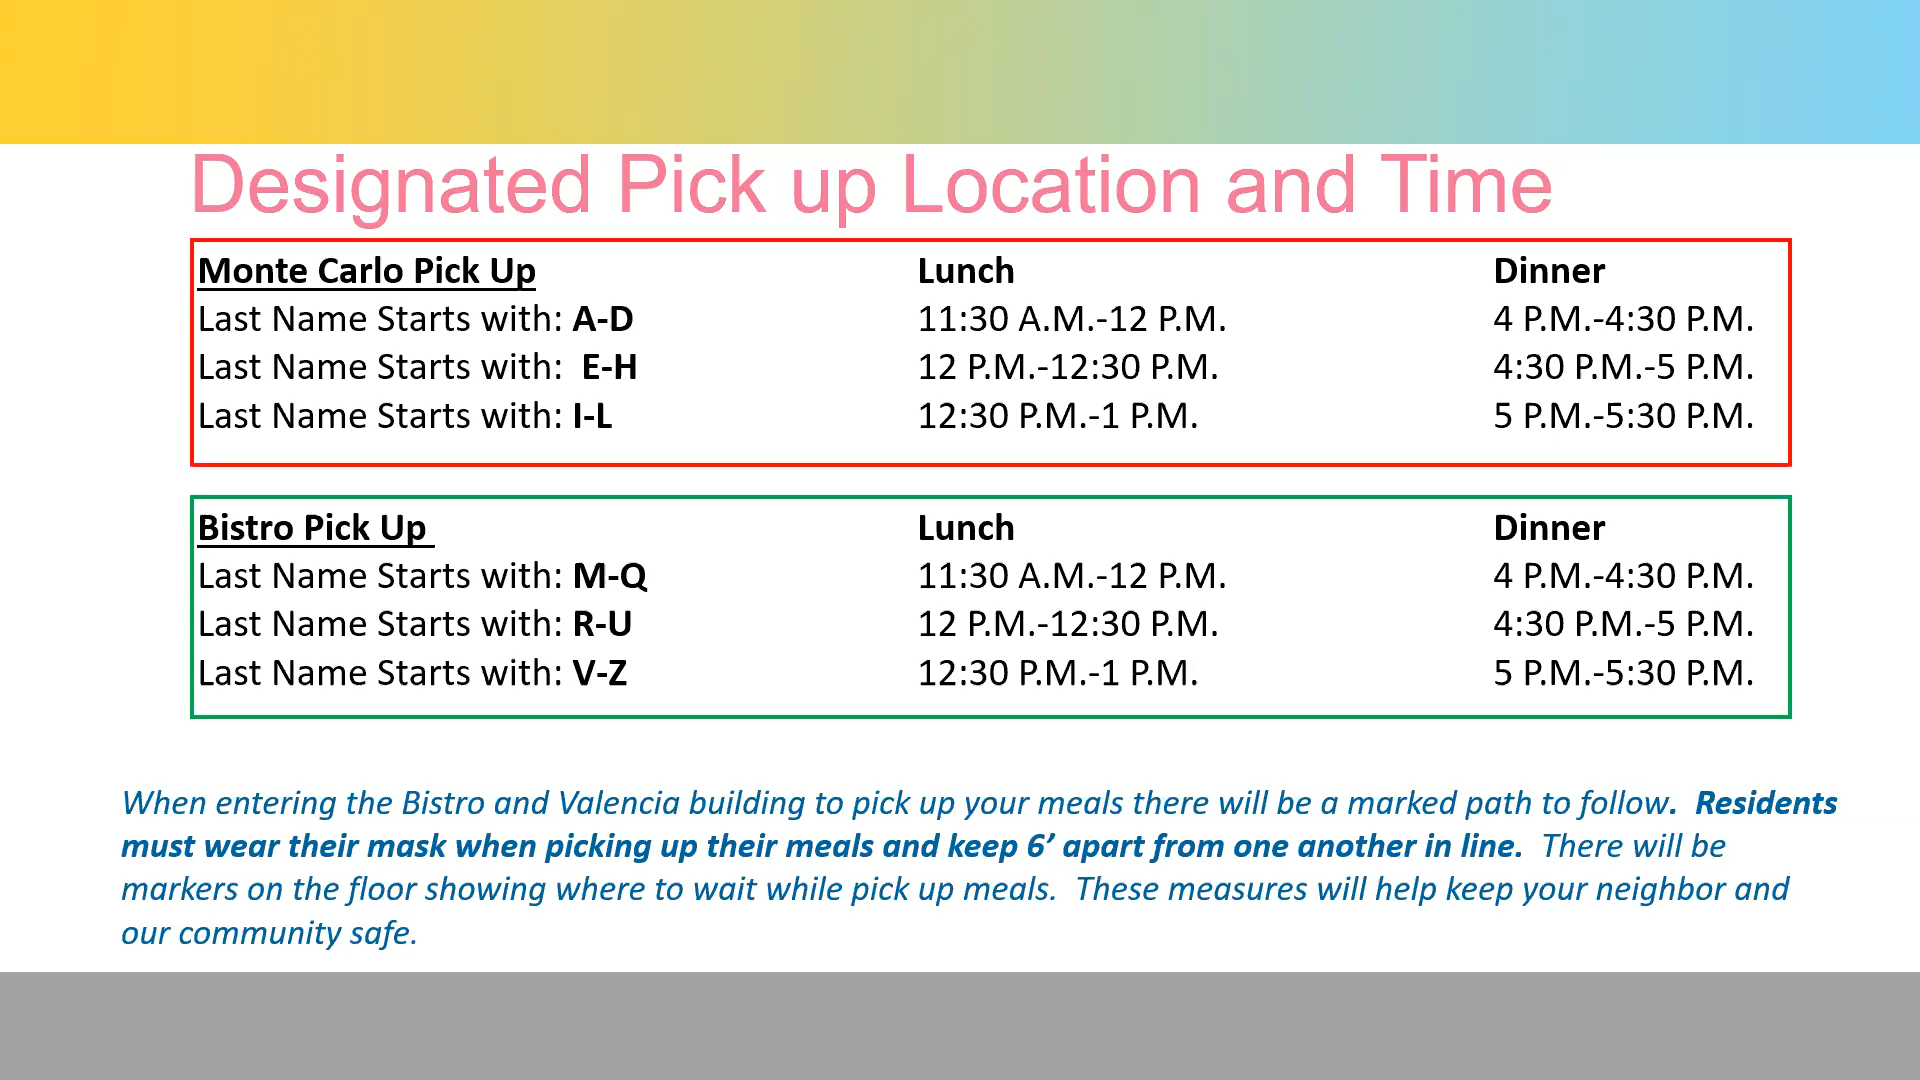 Designated Pick up Location and Time
Monte Carlo Pick Up Lunch Dinner
Last Name Starts with: A-D 11:30 A.M.-12 P.M. 4 P.M.-4:30 P.M.
Last Name Starts with: E-H 12 P.M.-12:30 P.M. 4:30 P.M.-5 P.M.
Last Name Starts with: I-L 12:30 P.M.-1 P.M. 5 P.M.-5:30 P.M.
Bistro Pick Up Lunch Dinner
Last Name Starts with: M-Q 11:30 A.M.-12 P.M. 4 P.M.-4:30 P.M.
Last Name Starts with: R-U 12 P.M.-12:30 P.M. 4:30 P.M.-5 P.M.
Last Name Starts with: V-Z 12:30 P.M.-1 P.M. 5 P.M.-5:30 P.M.
When entering the Bistro and Valencia building to pick up your meals there will be a marked path to follow. Residents
must wear their mask when picking up their meals and keep 6’ apart from one another in line. There will be
markers on the floor showing where to wait while pick up meals. These measures will help keep your neighbor and
our community safe.